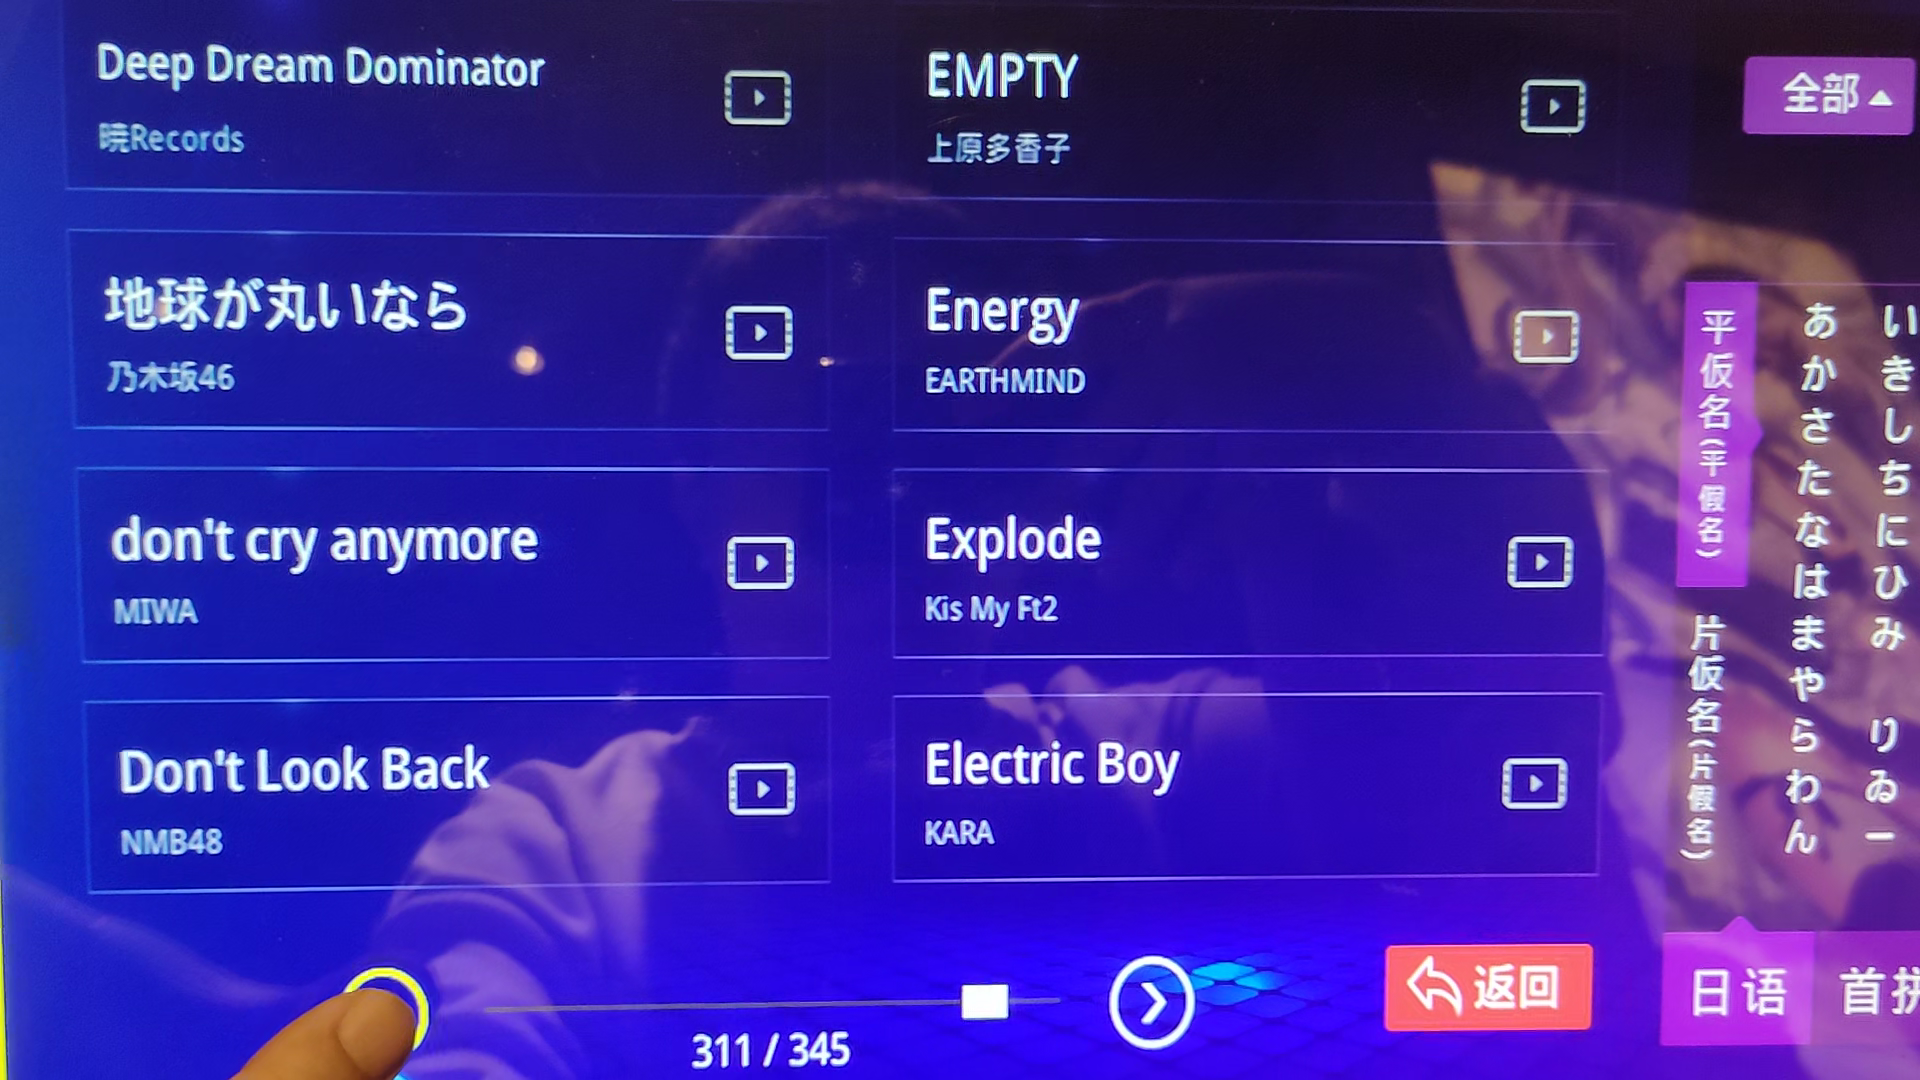 Deep Dream Dominator
暁Records
EMPTY
上原多香子
地球が丸いなら
乃木坂46
Energy
EARTHMIND
don't cry anymore
MIWA
Explode
Kis My Ft2
Don't Look Back
NMB48
Electric Boy
KARA
311 / 345
返回
全部
平仮名(平假名)
片仮名(片假名)
あかさたなはまやらわん
いきしちにひみ りゐー
日语
首拼